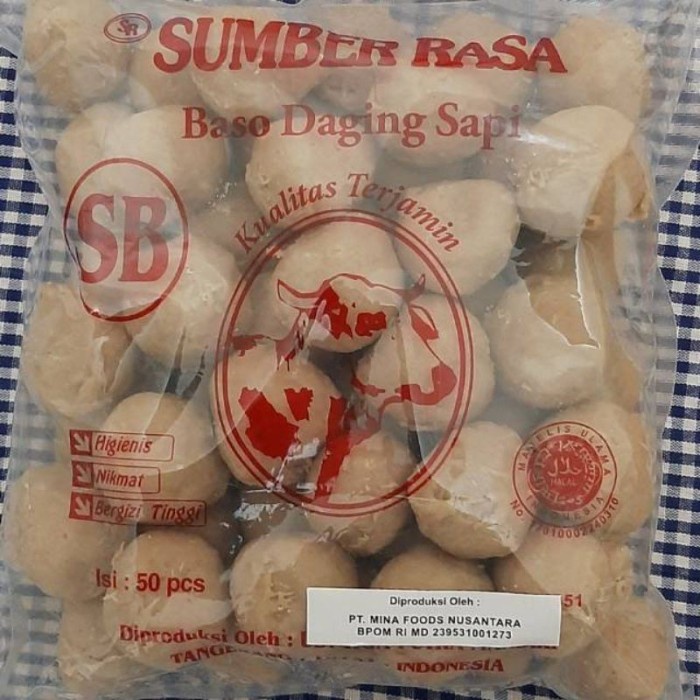 SR
SUMBER RASA
Baso Daging Sapi
Kualitas Terjamin
SB
Higienis
Nikmat
Bergizi Tinggi
MAJELIS ULAMA
HALAL
INDONESIA
Isi : 50 pcs
Diproduksi Oleh :
PT. MINA FOODS NUSANTARA
BPOM RI MD 239531001273
51
Diproduksi Oleh :
INDONESIA